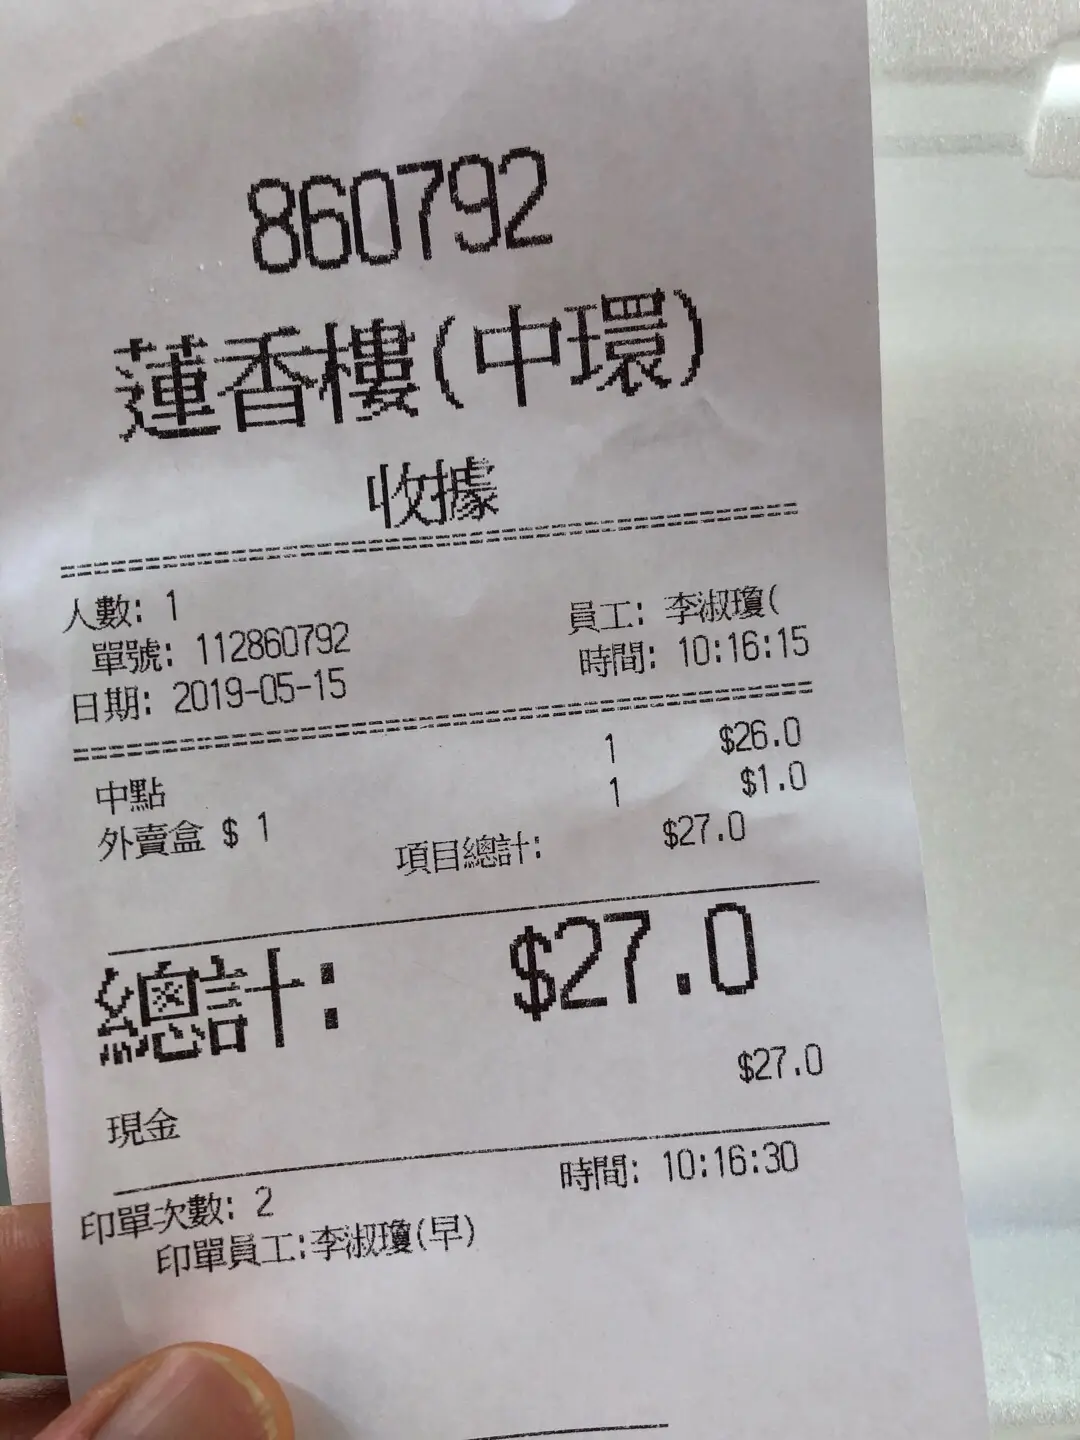 860792
蓮香樓(中環)
收據
人數: 1 員工: 李淑瓊(
單號: 112860792 時間: 10:16:15
日期: 2019-05-15
中點 1 $26.0
外賣盒 $ 1 1 $1.0
項目總計: $27.0
總計: $27.0
現金 $27.0
印單次數: 2 時間: 10:16:30
印單員工:李淑瓊(早)